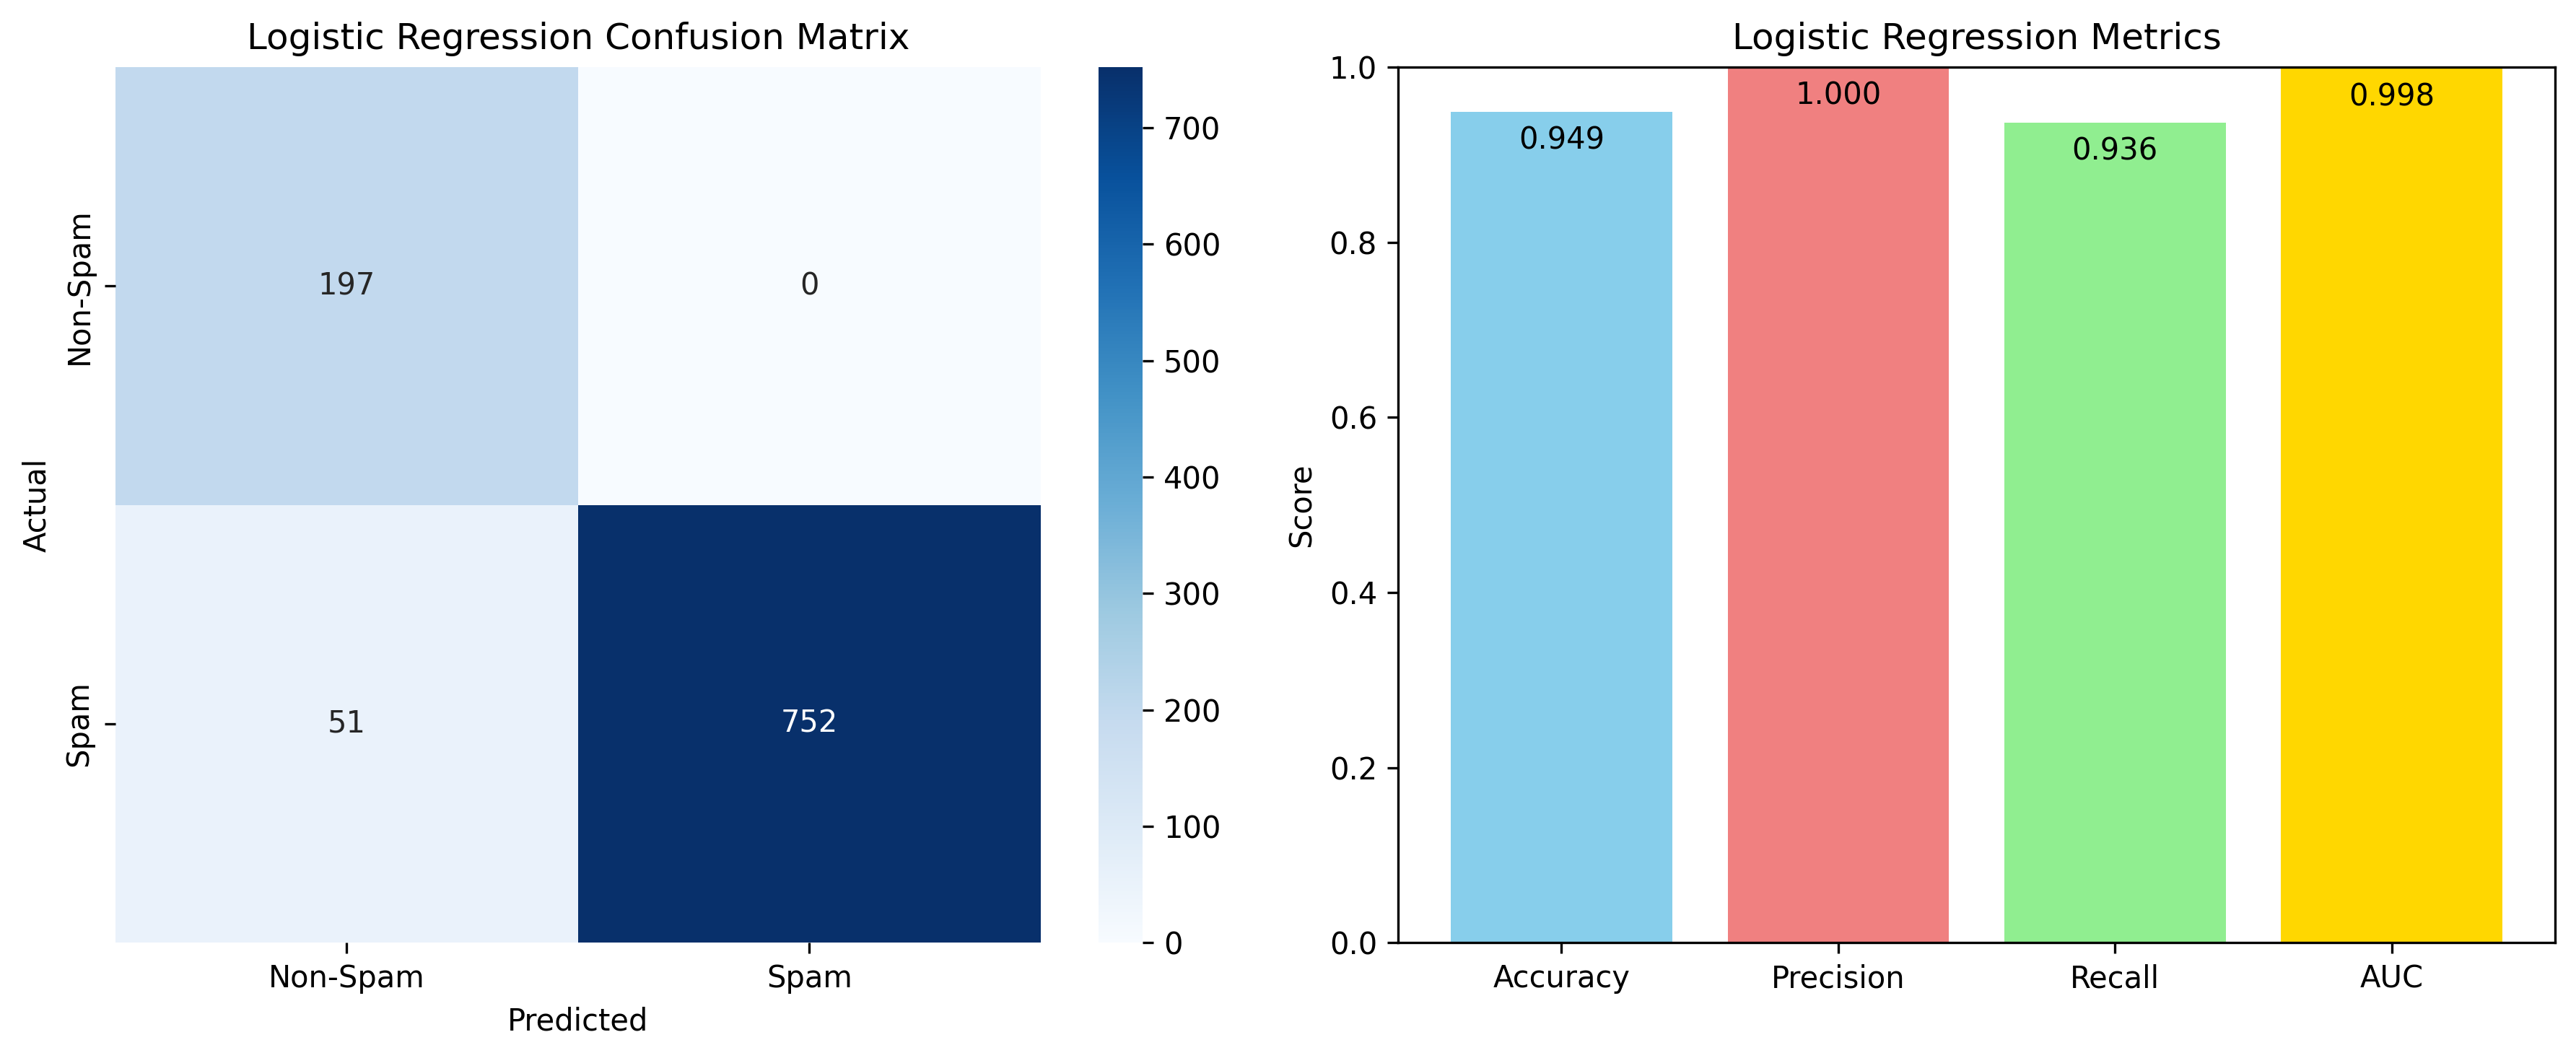 Logistic Regression Confusion Matrix
Actual
Non-Spam
Spam
197
0
51
752
Non-Spam
Spam
Predicted
700
600
500
400
300
200
100
0
Logistic Regression Metrics
Score
1.0
0.8
0.6
0.4
0.2
0.0
0.949
1.000
0.936
0.998
Accuracy
Precision
Recall
AUC